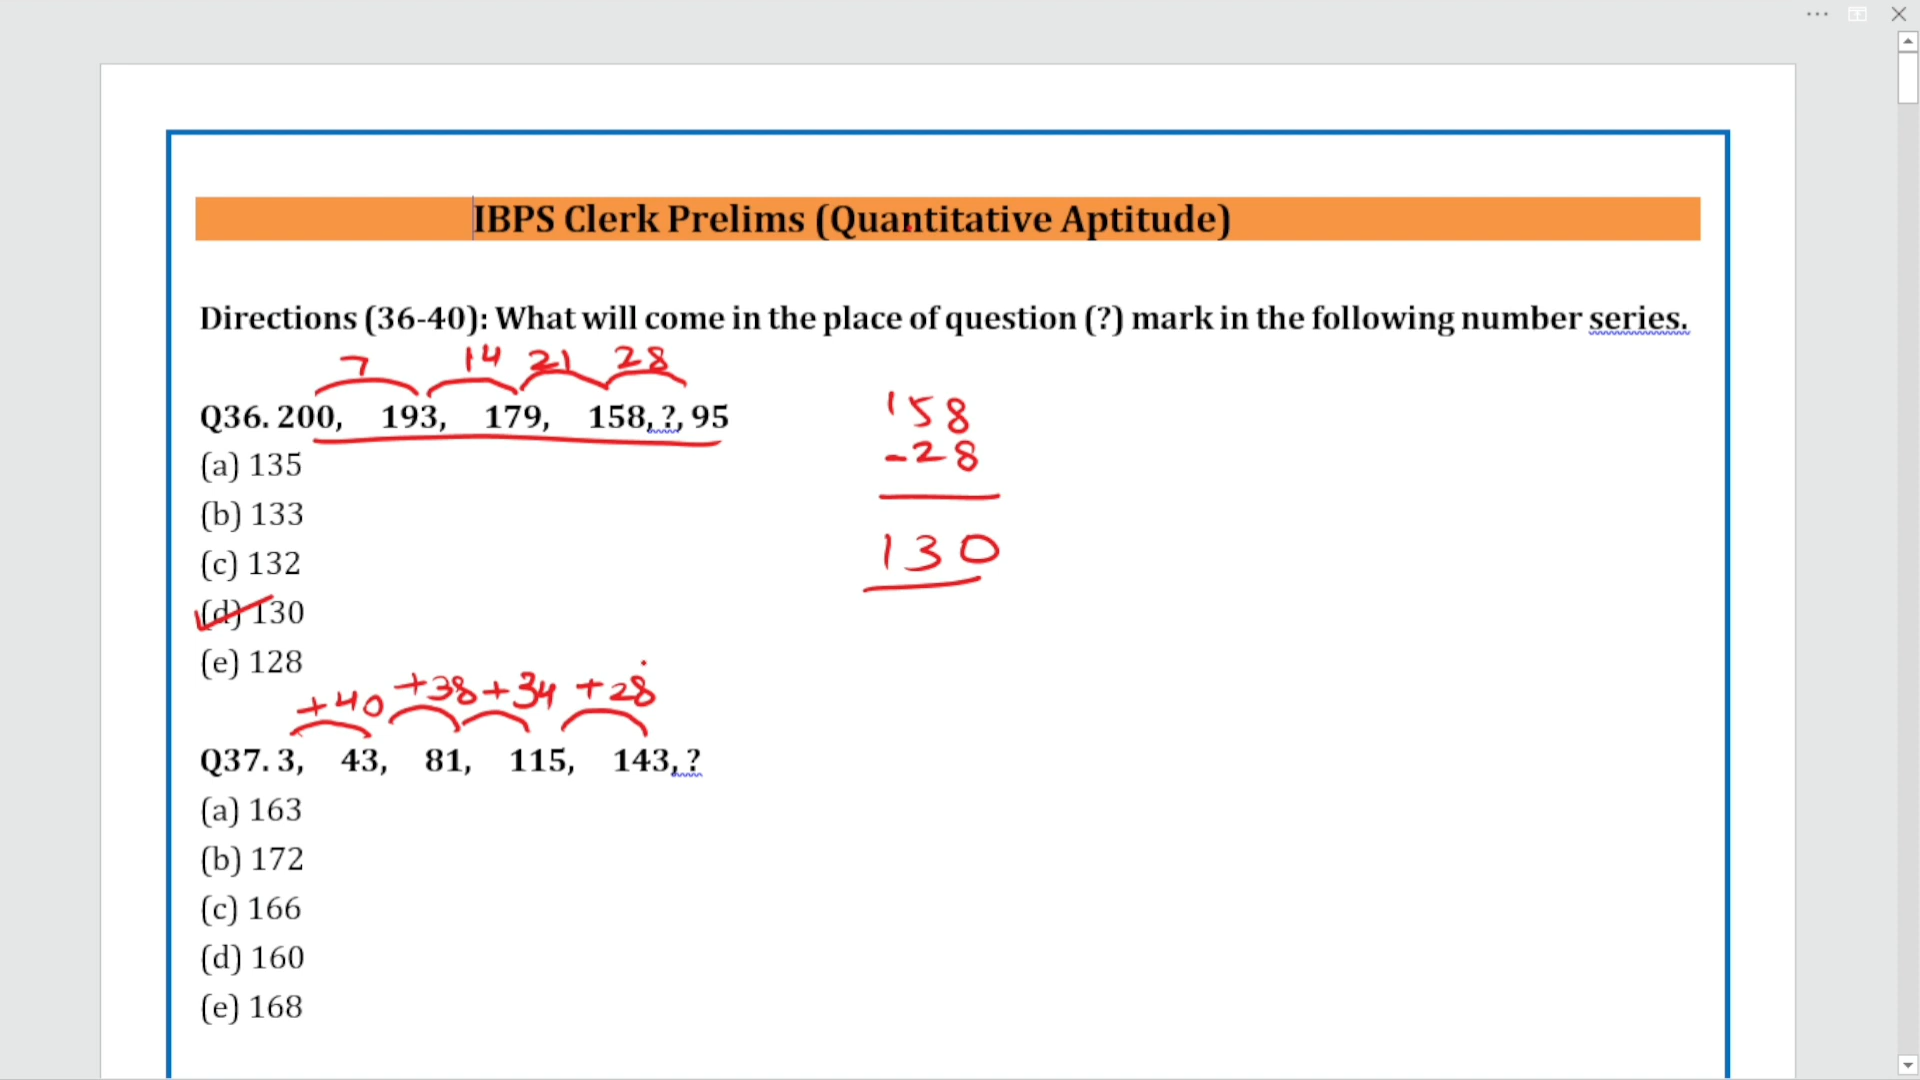 IBPS Clerk Prelims (Quantitative Aptitude)
Directions (36-40): What will come in the place of question (?) mark in the following number series.
7 14 21 28
Q36. 200, 193, 179, 158, ?, 95
(a) 135
(b) 133
(c) 132
(d) 130
(e) 128
158
-28
130
+40 +38 +34 +28
Q37. 3, 43, 81, 115, 143, ?
(a) 163
(b) 172
(c) 166
(d) 160
(e) 168